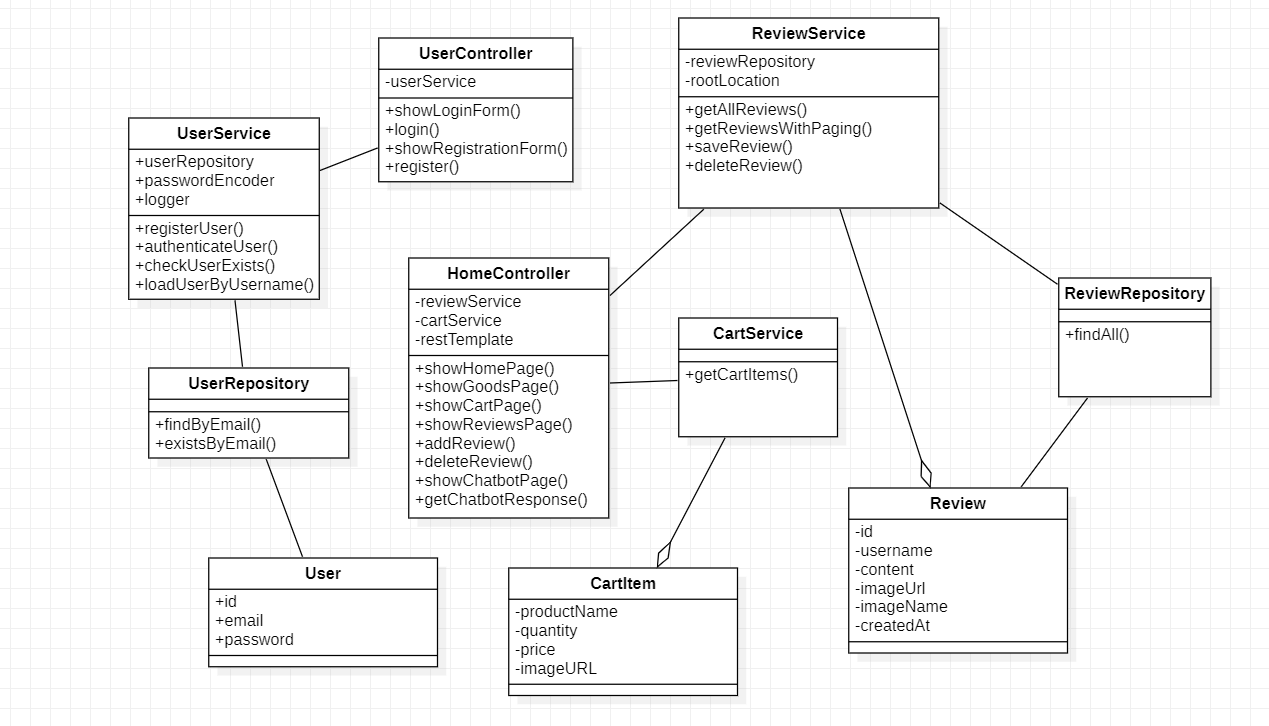 UserController
-userService
+showLoginForm()
+login()
+showRegistrationForm()
+register()
ReviewService
-reviewRepository
-rootLocation
+getAllReviews()
+getReviewsWithPaging()
+saveReview()
+deleteReview()
UserService
+userRepository
+passwordEncoder
+logger
+registerUser()
+authenticateUser()
+checkUserExists()
+loadUserByUsername()
HomeController
-reviewService
-cartService
-restTemplate
+showHomePage()
+showGoodsPage()
+showCartPage()
+showReviewsPage()
+addReview()
+deleteReview()
+showChatbotPage()
+getChatbotResponse()
CartService
+getCartItems()
ReviewRepository
+findAll()
UserRepository
+findByEmail()
+existsByEmail()
User
+id
+email
+password
CartItem
-productName
-quantity
-price
-imageURL
Review
-id
-username
-content
-imageUrl
-imageName
-createdAt